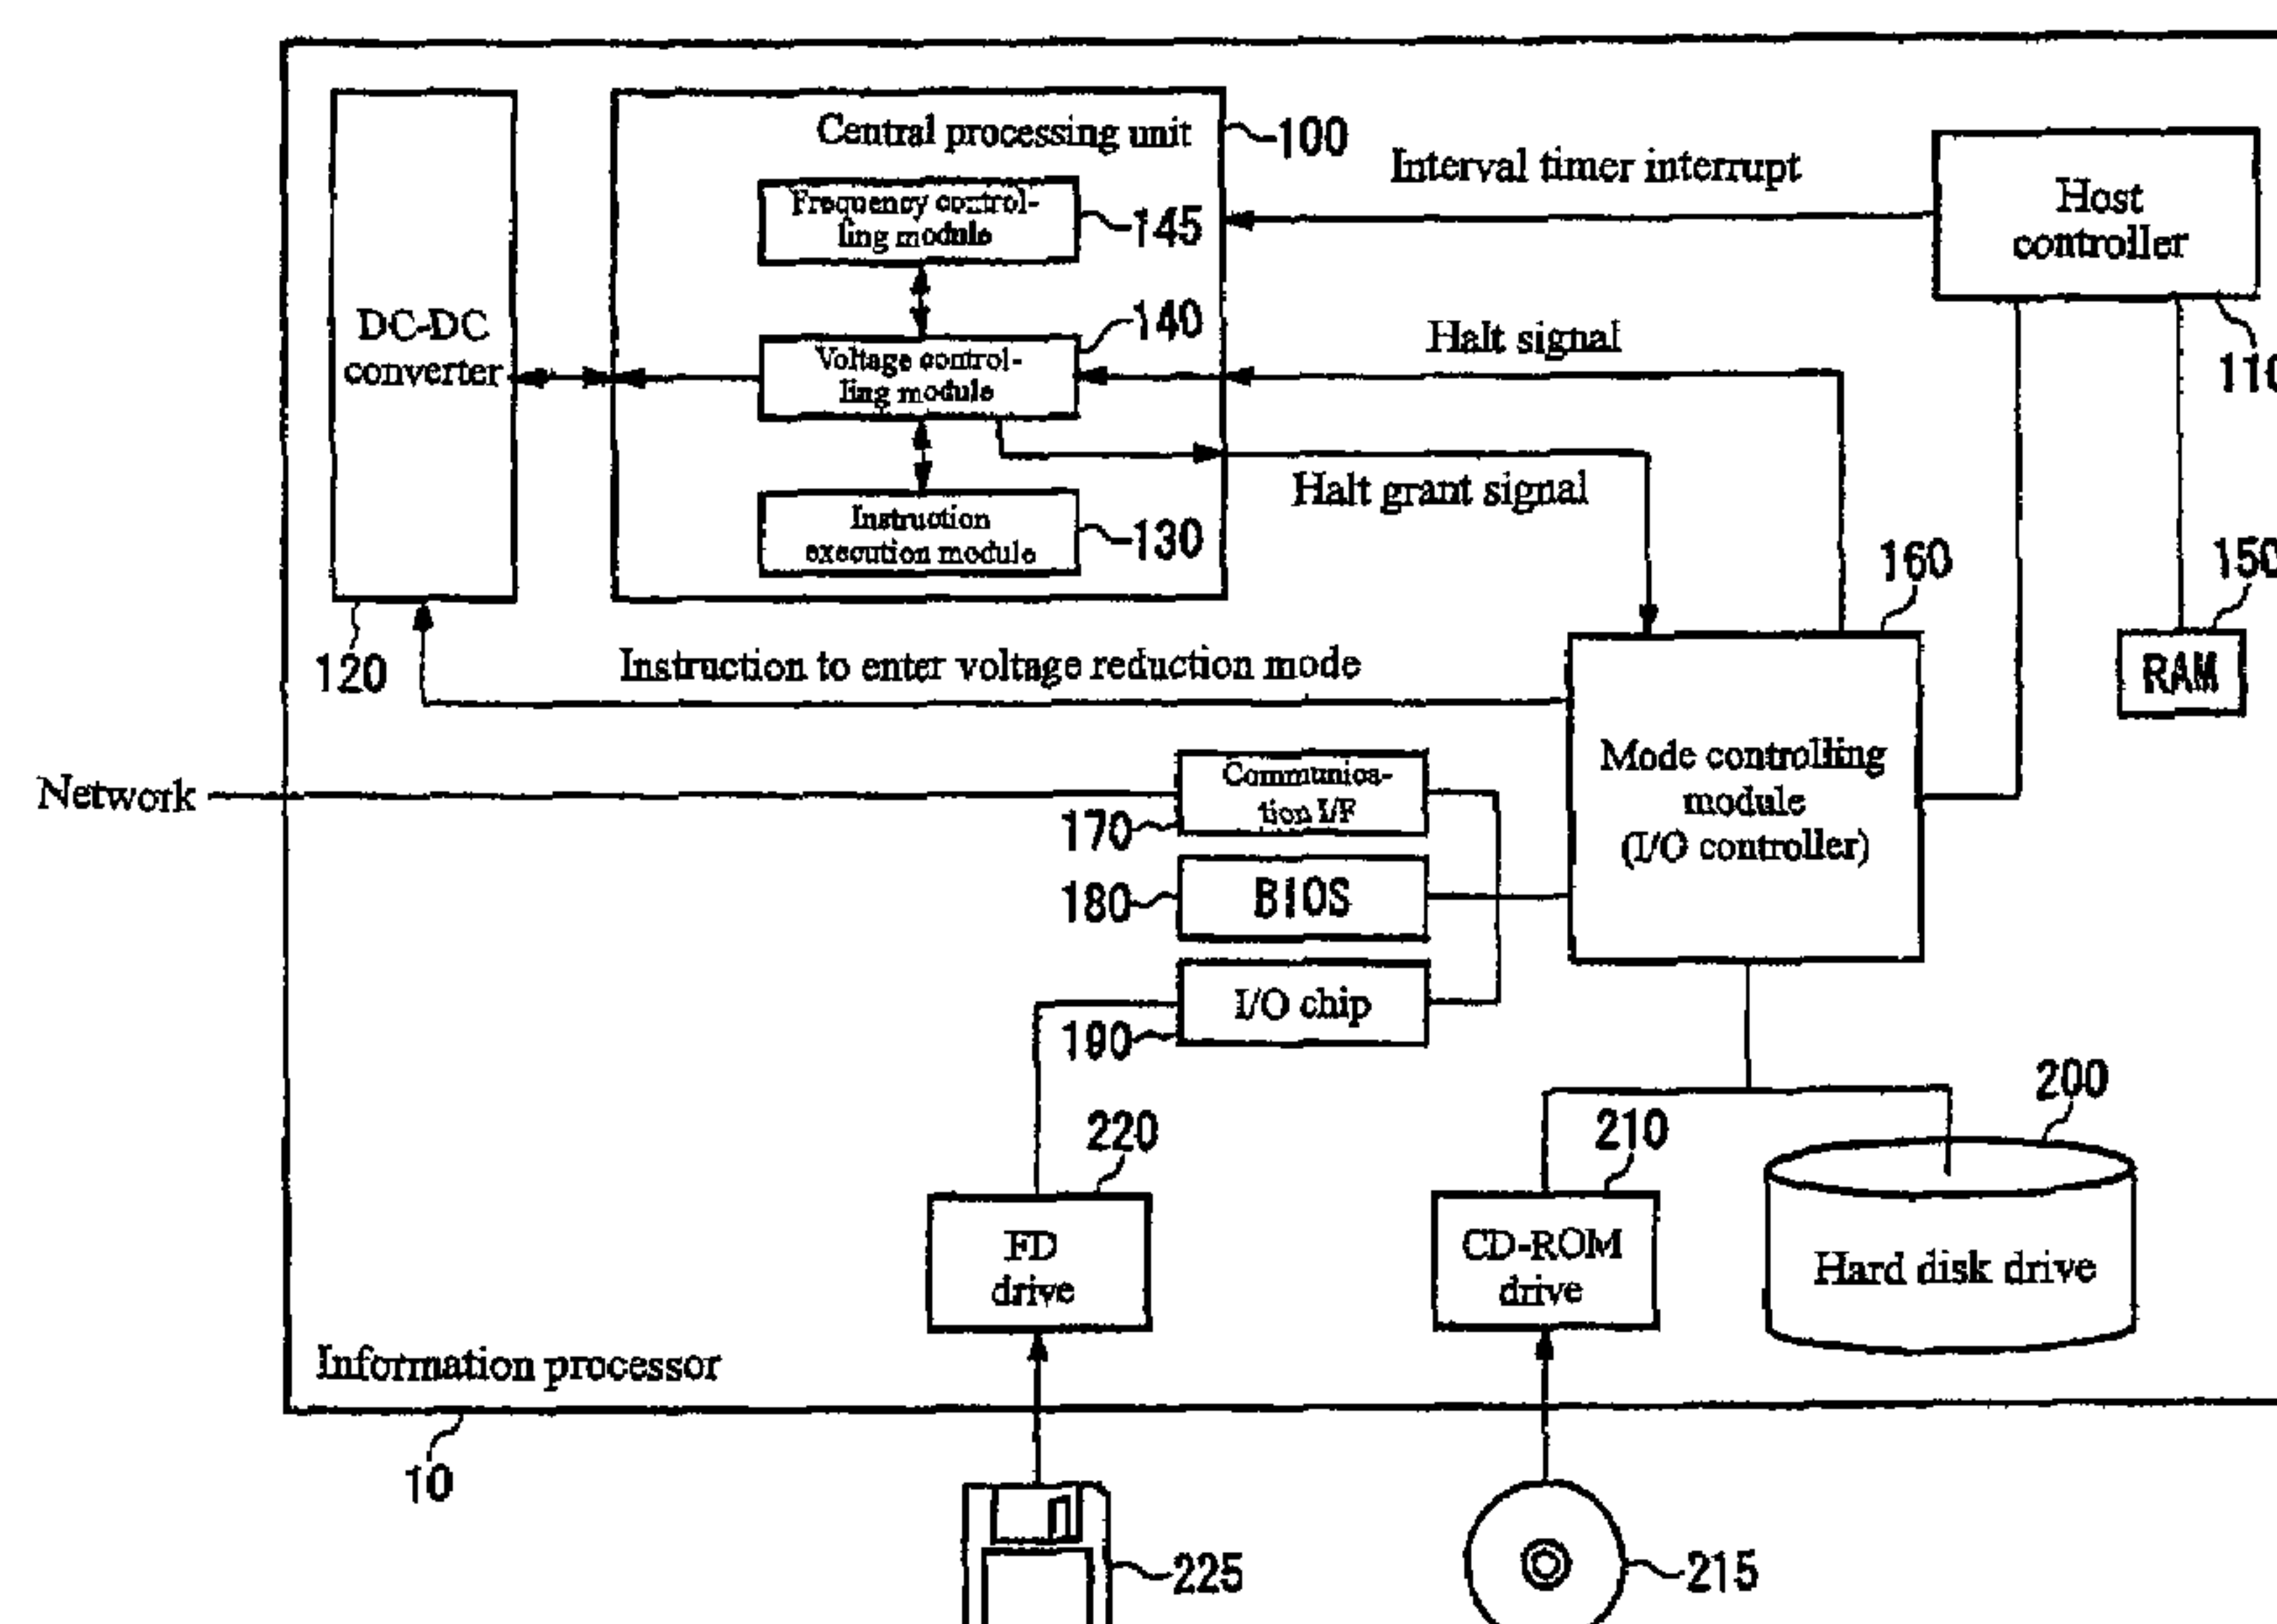 Central processing unit
100
Interval timer interrupt
Host
controller
110
Frequency control-
ling module
145
DC-DC
converter
120
Voltage control-
ling module
140
Halt signal
Halt grant signal
Instruction
execution module
130
160
150
RAM
Instruction to enter voltage reduction mode
Mode controlling
module
(I/O controller)
Network
Communica-
tion I/F
170
180
BIOS
190
I/O chip
220
210
200
FD
drive
CD-ROM
drive
Hard disk drive
Information processor
10
225
215